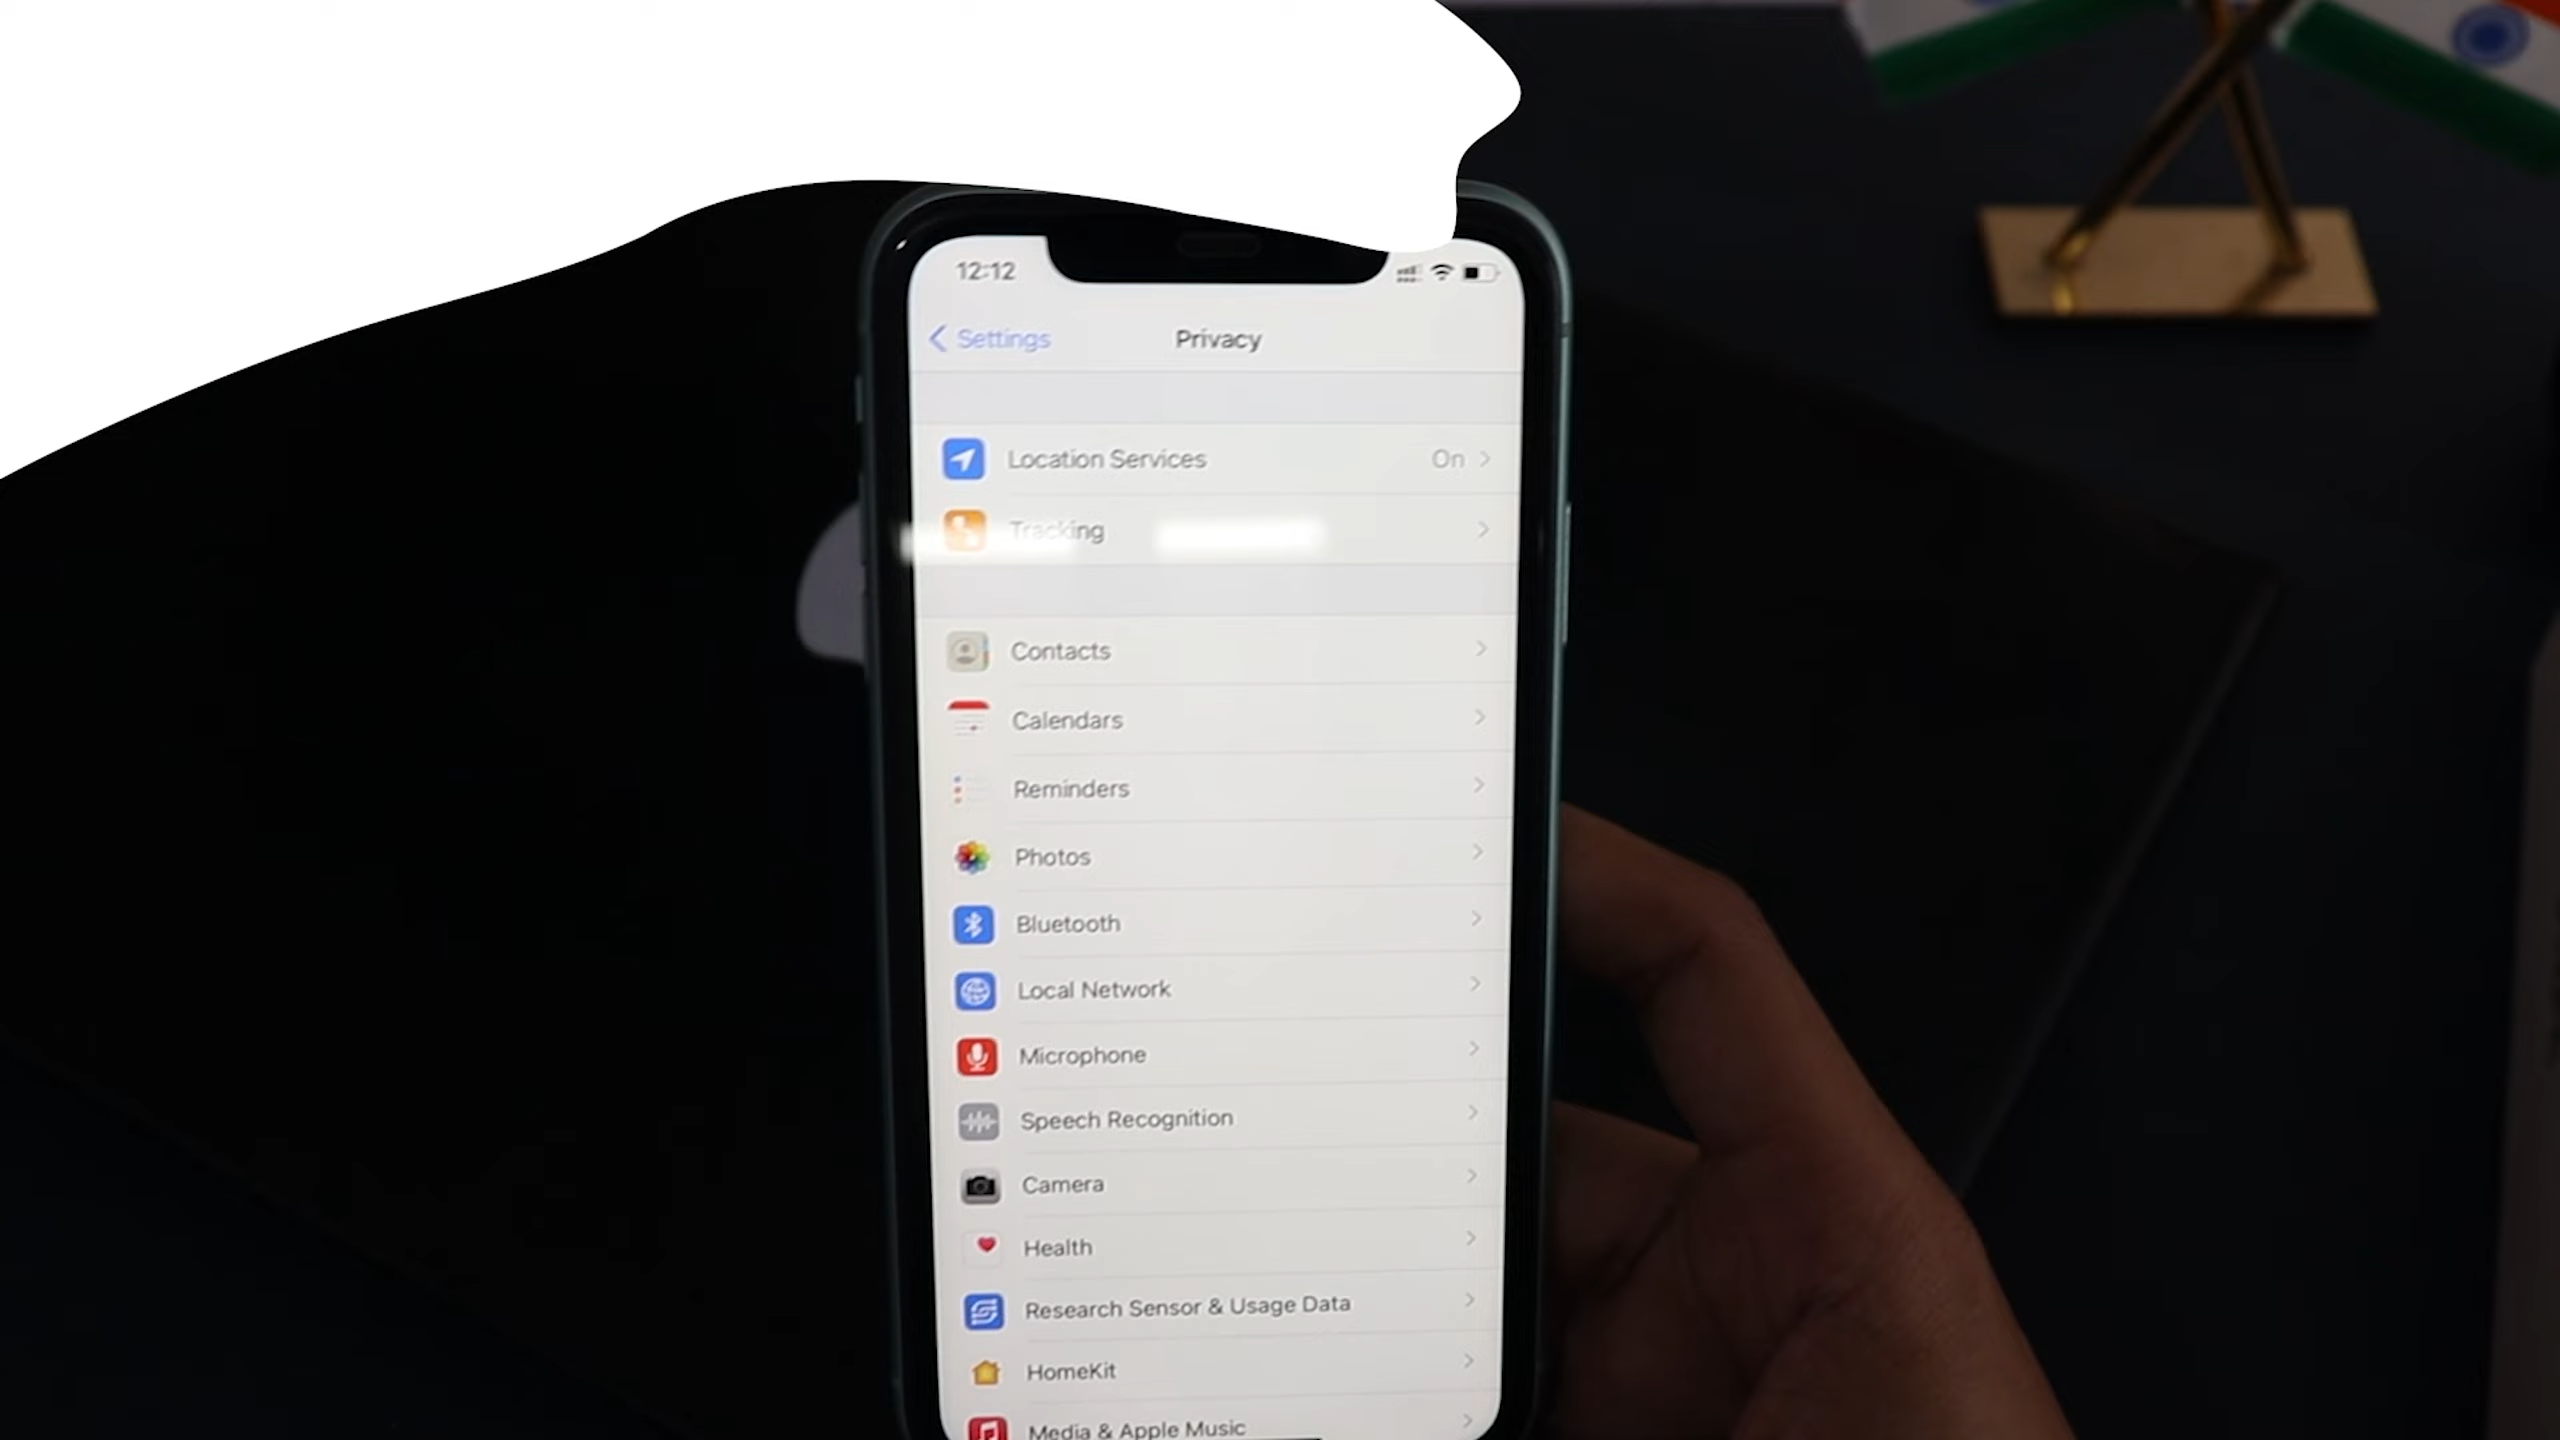 12:12
Settings
Privacy
Location Services On
Tracking
Contacts
Calendars
Reminders
Photos
Bluetooth
Local Network
Microphone
Speech Recognition
Camera
Health
Research Sensor & Usage Data
HomeKit
Media & Apple Music